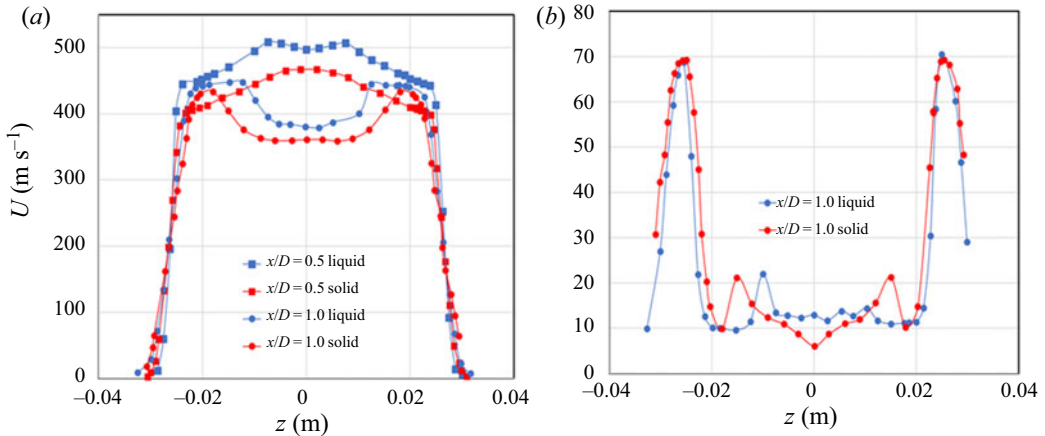 (a)
500
400
300
200
100
0
U (m s⁻¹)
x/D = 0.5 liquid
x/D = 0.5 solid
x/D = 1.0 liquid
x/D = 1.0 solid
−0.04
−0.02
0
0.02
0.04
z (m)
(b)
80
70
60
50
40
30
20
10
0
x/D = 1.0 liquid
x/D = 1.0 solid
−0.04
−0.02
0
0.02
0.04
z (m)